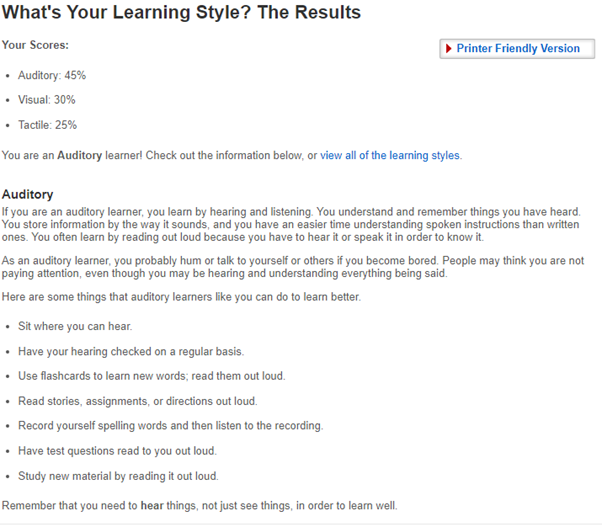 What's Your Learning Style? The Results
Your Scores:
Printer Friendly Version
• Auditory: 45%
• Visual: 30%
• Tactile: 25%
You are an Auditory learner! Check out the information below, or view all of the learning styles.
Auditory
If you are an auditory learner, you learn by hearing and listening. You understand and remember things you have heard.
You store information by the way it sounds, and you have an easier time understanding spoken instructions than written
ones. You often learn by reading out loud because you have to hear it or speak it in order to know it.
As an auditory learner, you probably hum or talk to yourself or others if you become bored. People may think you are not
paying attention, even though you may be hearing and understanding everything being said.
Here are some things that auditory learners like you can do to learn better.
• Sit where you can hear.
• Have your hearing checked on a regular basis.
• Use flashcards to learn new words; read them out loud.
• Read stories, assignments, or directions out loud.
• Record yourself spelling words and then listen to the recording.
• Have test questions read to you out loud.
• Study new material by reading it out loud.
Remember that you need to hear things, not just see things, in order to learn well.